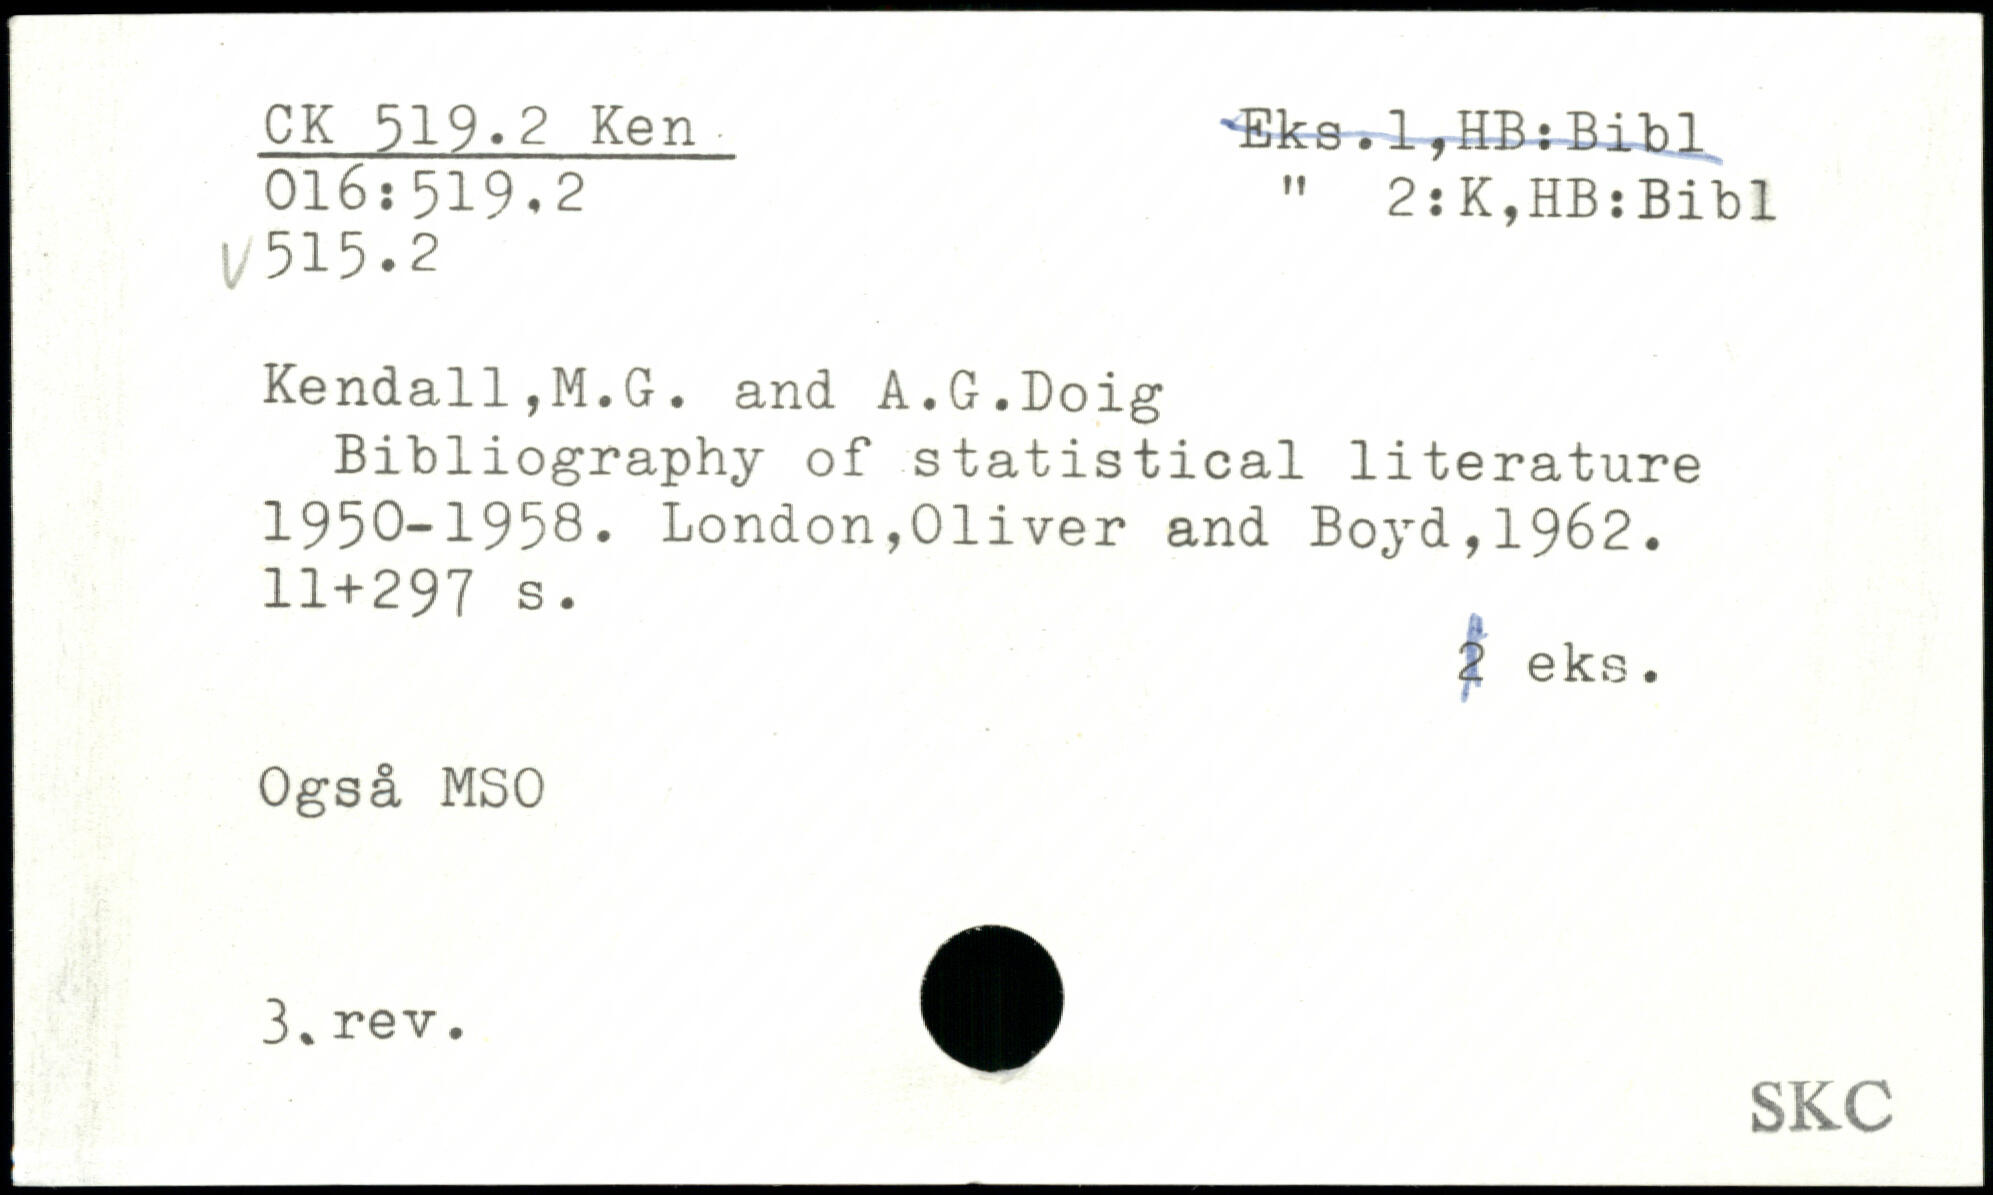 CK 519.2 Ken
Eks.1,HB:Bibl
016:519.2
" 2:K,HB:Bibl
V 515.2
Kendall,M.G. and A.G.Doig
Bibliography of statistical literature
1950-1958. London,Oliver and Boyd,1962.
11+297 s.
2 eks.
Også MSO
3.rev.
SKC